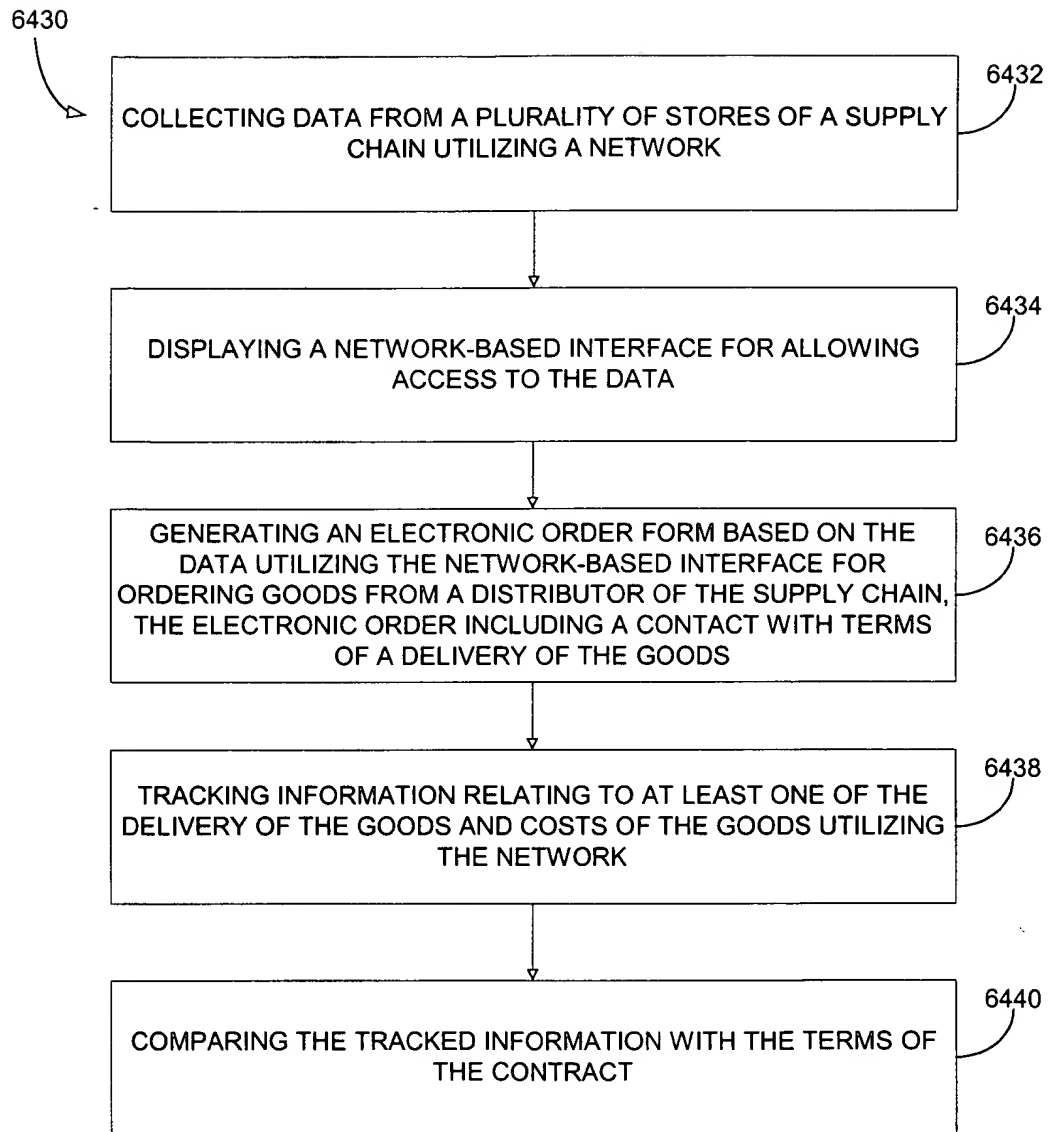 6430
6432
COLLECTING DATA FROM A PLURALITY OF STORES OF A SUPPLY
CHAIN UTILIZING A NETWORK
6434
DISPLAYING A NETWORK-BASED INTERFACE FOR ALLOWING
ACCESS TO THE DATA
6436
GENERATING AN ELECTRONIC ORDER FORM BASED ON THE
DATA UTILIZING THE NETWORK-BASED INTERFACE FOR
ORDERING GOODS FROM A DISTRIBUTOR OF THE SUPPLY CHAIN,
THE ELECTRONIC ORDER INCLUDING A CONTACT WITH TERMS
OF A DELIVERY OF THE GOODS
6438
TRACKING INFORMATION RELATING TO AT LEAST ONE OF THE
DELIVERY OF THE GOODS AND COSTS OF THE GOODS UTILIZING
THE NETWORK
6440
COMPARING THE TRACKED INFORMATION WITH THE TERMS OF
THE CONTRACT